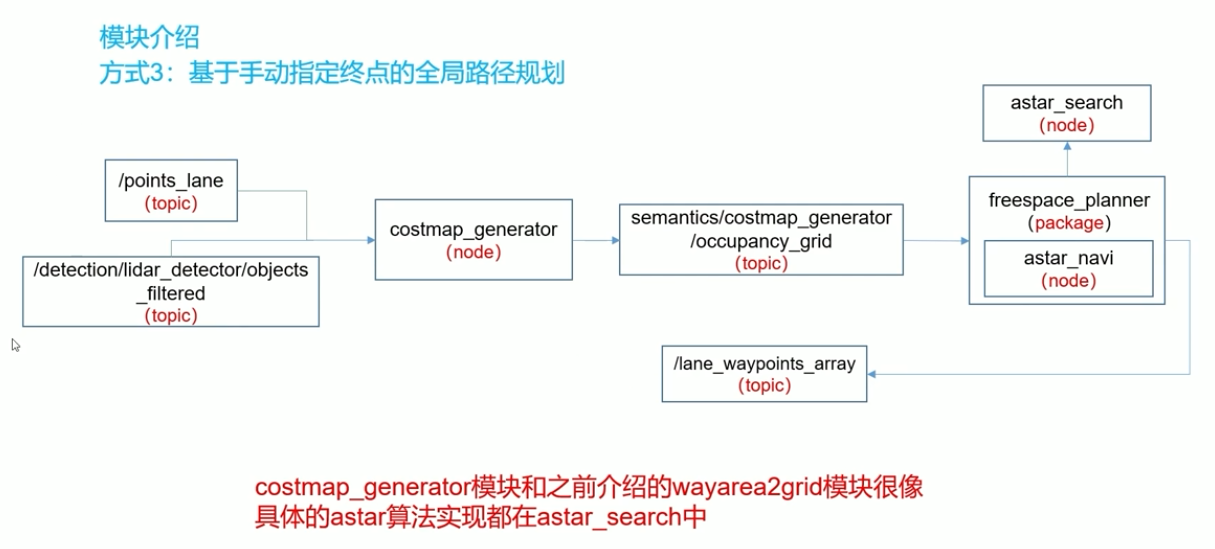 模块介绍
方式3：基于手动指定终点的全局路径规划
astar_search
(node)
/points_lane
(topic)
freespace_planner
(package)
costmap_generator
(node)
semantics/costmap_generator
/occupancy_grid
(topic)
astar_navi
(node)
/detection/lidar_detector/objects
_filtered
(topic)
/lane_waypoints_array
(topic)
costmap_generator模块和之前介绍的wayarea2grid模块很像
具体的astar算法实现都在astar_search中